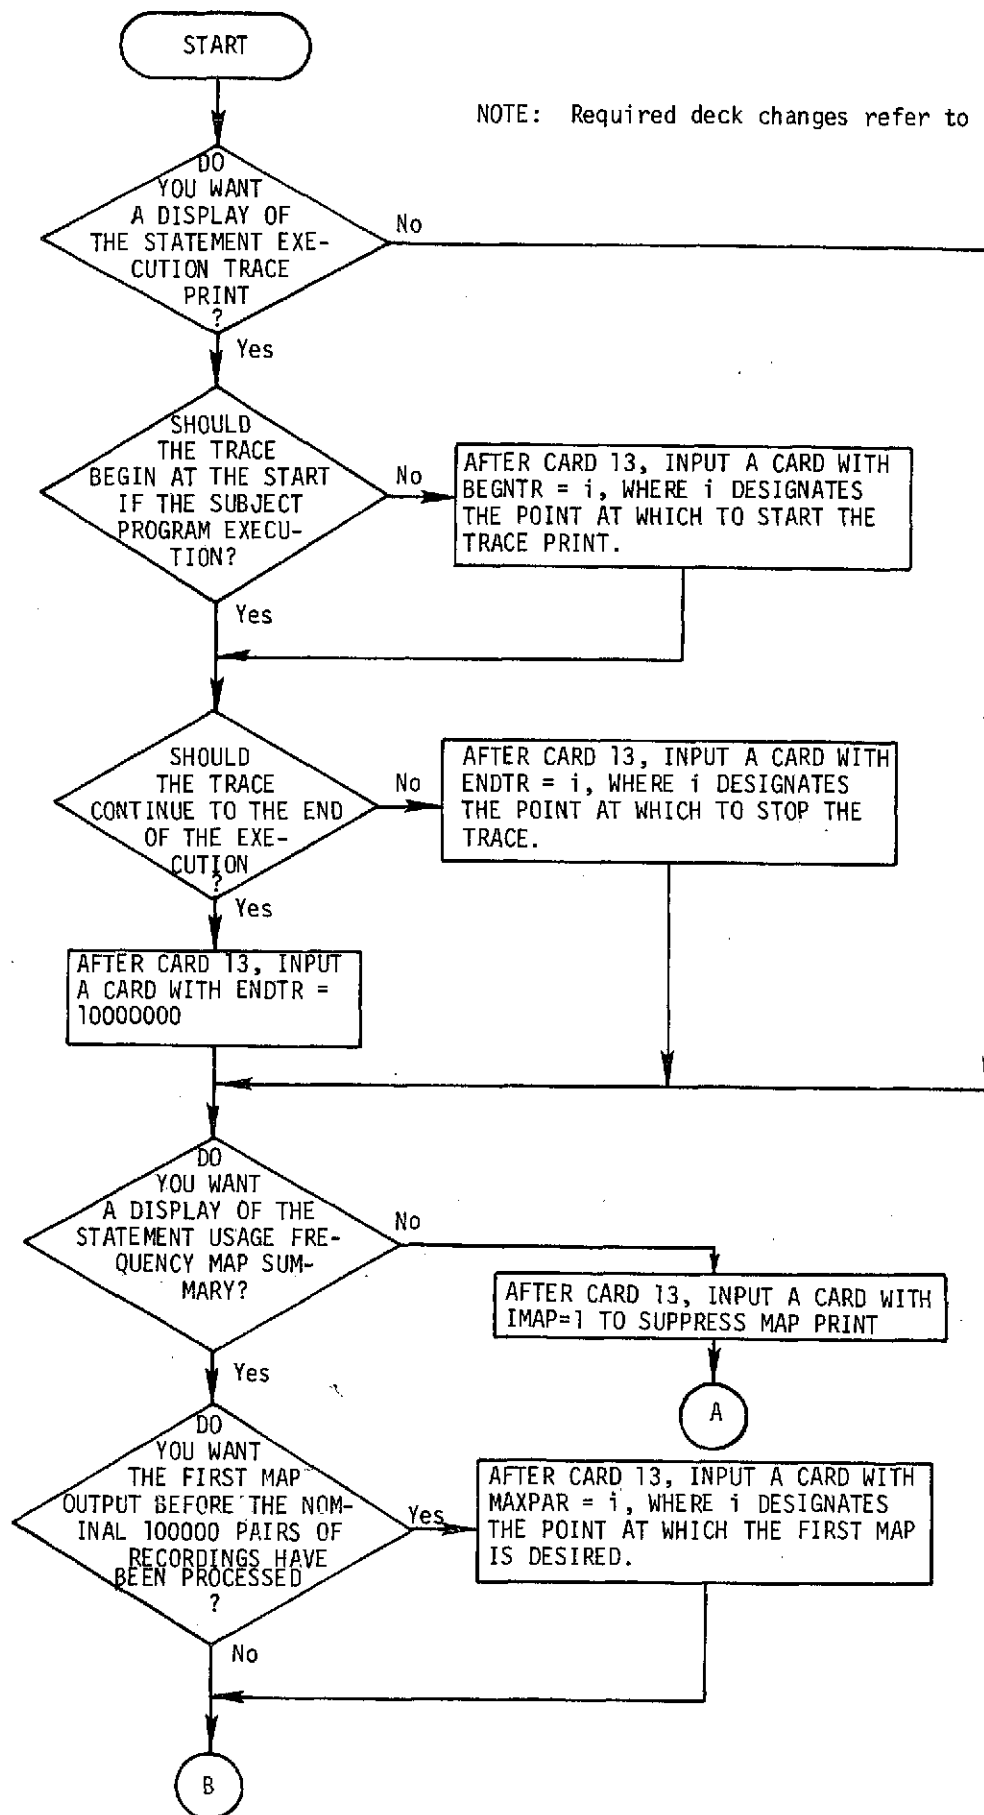 START
NOTE: Required deck changes refer to
DO
YOU WANT
A DISPLAY OF
THE STATEMENT EXE-
CUTION TRACE
PRINT
?
No
Yes
SHOULD
THE TRACE
BEGIN AT THE START
IF THE SUBJECT
PROGRAM EXECU-
TION?
No
AFTER CARD 13, INPUT A CARD WITH
BEGNTR = i, WHERE i DESIGNATES
THE POINT AT WHICH TO START THE
TRACE PRINT.
Yes
SHOULD
THE TRACE
CONTINUE TO THE END
OF THE EXE-
CUTION
?
No
AFTER CARD 13, INPUT A CARD WITH
ENDTR = i, WHERE i DESIGNATES
THE POINT AT WHICH TO STOP THE
TRACE.
Yes
AFTER CARD 13, INPUT
A CARD WITH ENDTR =
10000000
DO
YOU WANT
A DISPLAY OF THE
STATEMENT USAGE FRE-
QUENCY MAP SUM-
MARY?
No
AFTER CARD 13, INPUT A CARD WITH
IMAP=1 TO SUPPRESS MAP PRINT
A
Yes
DO
YOU WANT
THE FIRST MAP
OUTPUT BEFORE THE NOM-
INAL 100000 PAIRS OF
RECORDINGS HAVE
BEEN PROCESSED
?
Yes
AFTER CARD 13, INPUT A CARD WITH
MAXPAR = i, WHERE i DESIGNATES
THE POINT AT WHICH THE FIRST MAP
IS DESIRED.
No
B